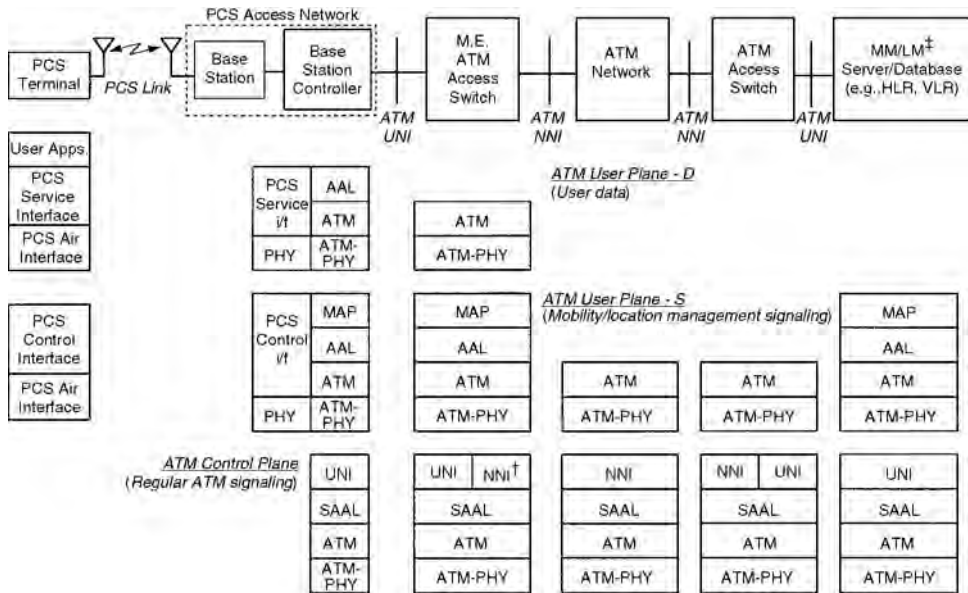 PCS Access Network
PCS
Terminal
PCS Link
Base
Station
Base
Station
Controller
ATM
UNI
M.E.
ATM
Access
Switch
ATM
NNI
ATM
Network
ATM
NNI
ATM
Access
Switch
ATM
UNI
MM/LM‡
Server/Database
(e.g.,HLR, VLR)
User Apps.
PCS
Service
Interface
PCS Air
Interface
PCS
Service
i/f
PHY
AAL
ATM
ATM-
PHY
ATM
ATM-PHY
ATM User Plane - D
(User data)
PCS
Control
Interface
PCS Air
Interface
PCS
Control
i/f
PHY
MAP
AAL
ATM
ATM-
PHY
MAP
AAL
ATM
ATM-PHY
ATM User Plane - S
(Mobility/location management signaling)
ATM
ATM-PHY
ATM
ATM-PHY
MAP
AAL
ATM
ATM-PHY
ATM Control Plane
(Regular ATM signaling)
UNI
SAAL
ATM
ATM-
PHY
UNI NNI†
SAAL
ATM
ATM-PHY
NNI
SAAL
ATM
ATM-PHY
NNI UNI
SAAL
ATM
ATM-PHY
UNI
SAAL
ATM
ATM-PHY